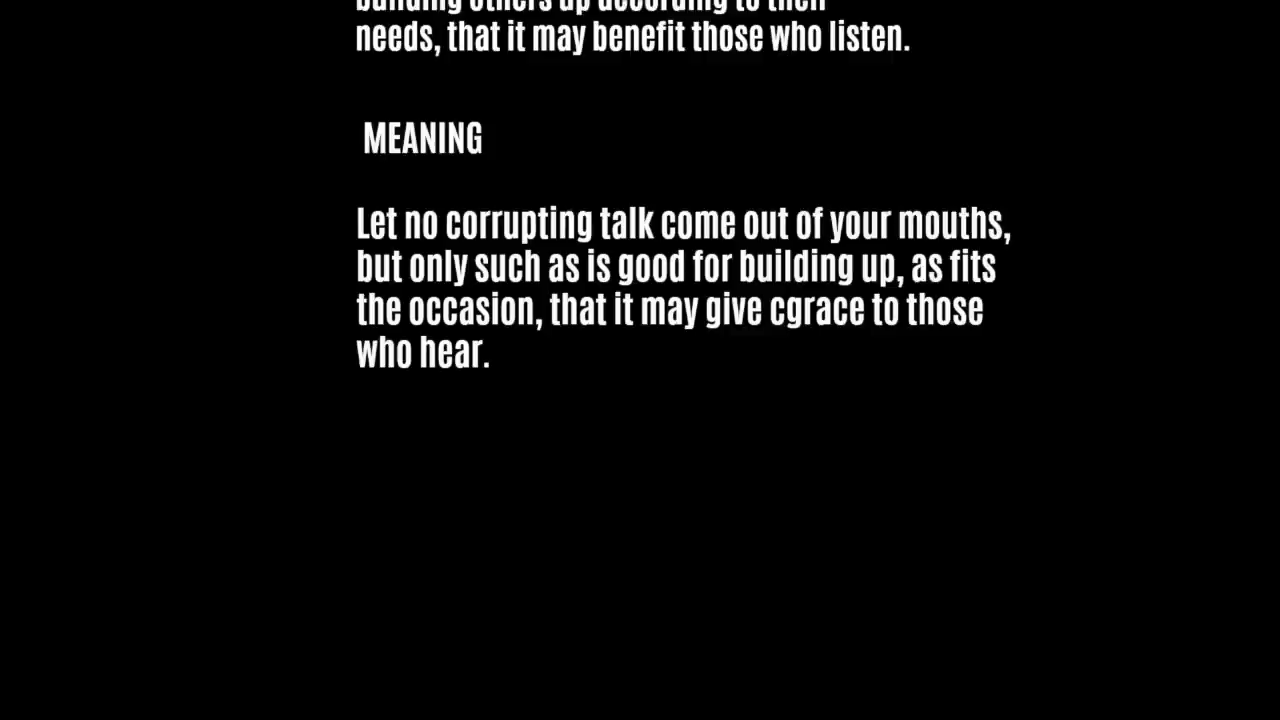 building others up according to their
needs, that it may benefit those who listen.
MEANING
Let no corrupting talk come out of your mouths,
but only such as is good for building up, as fits
the occasion, that it may give cgrace to those
who hear.